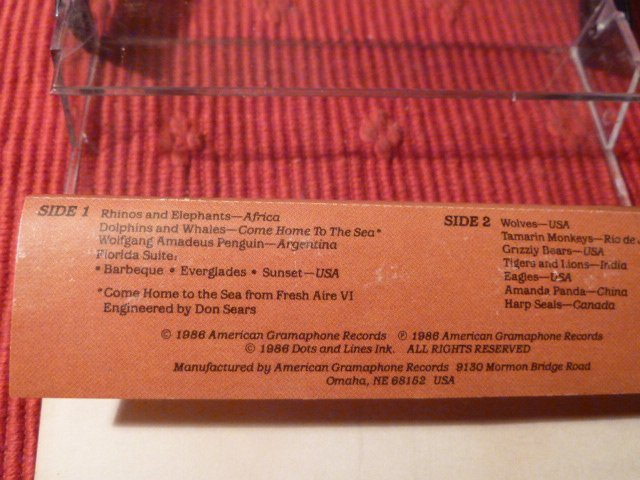 SIDE 1
Rhinos and Elephants—Africa
Dolphins and Whales—Come Home To The Sea*
Wolfgang Amadeus Penguin—Argentina
Florida Suite:
• Barbeque • Everglades • Sunset—USA
*Come Home to the Sea from Fresh Aire VI
Engineered by Don Sears
SIDE 2
Wolves—USA
Tamarin Monkeys—Rio de
Grizzly Bears—USA
Tigers and Lions—India
Eagles—USA
Amanda Panda—China
Harp Seals—Canada
© 1986 American Gramaphone Records ℗ 1986 American Gramaphone Records
© 1986 Dots and Lines Ink. ALL RIGHTS RESERVED
Manufactured by American Gramaphone Records 9130 Mormon Bridge Road
Omaha, NE 68152 USA